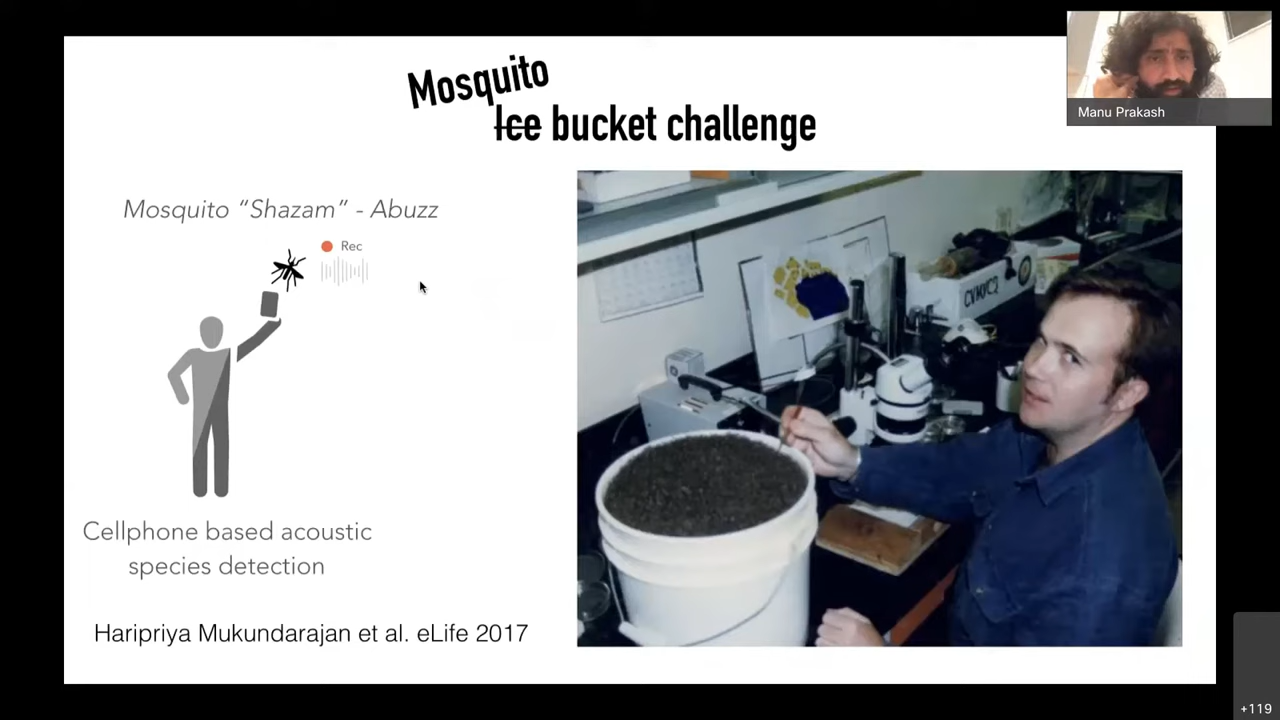 Mosquito
Ice bucket challenge
Manu Prakash
Mosquito “Shazam” - Abuzz
Rec
CVMYC2
Cellphone based acoustic
species detection
Haripriya Mukundarajan et al. eLife 2017
+119